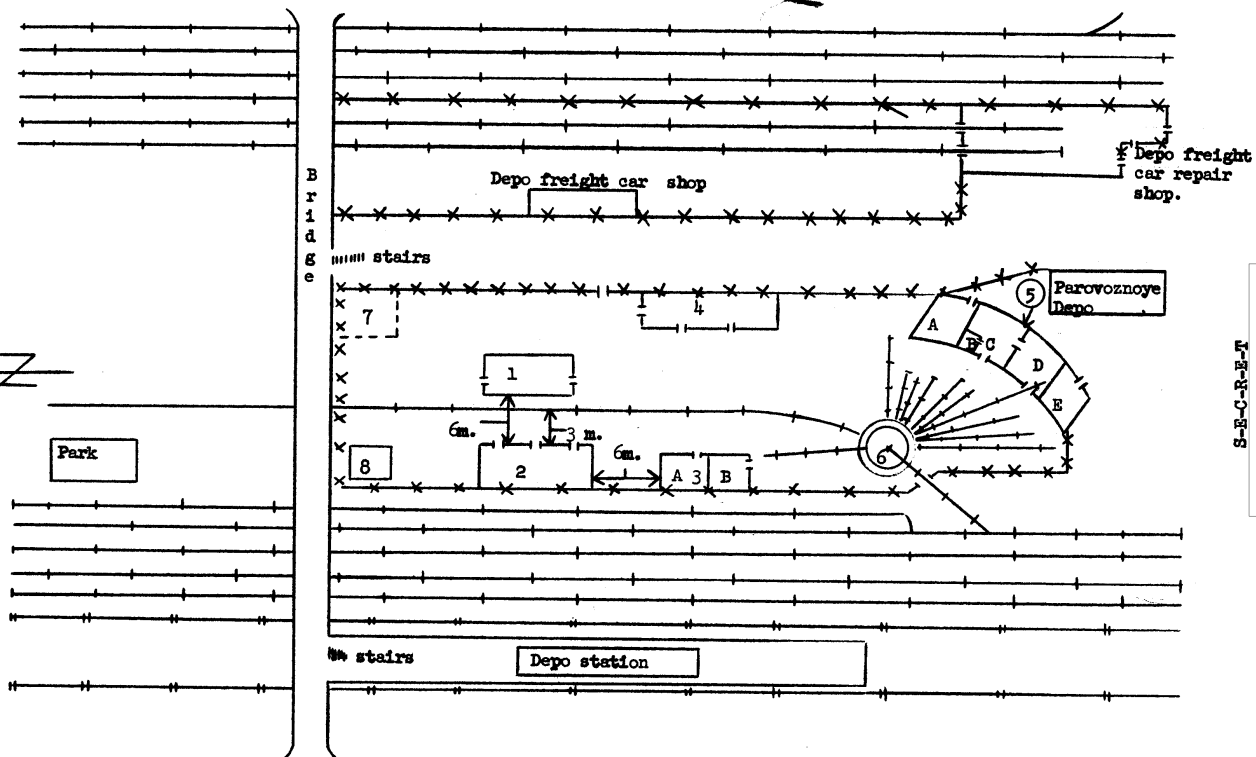 Bridge
Depo freight car shop
Depo freight
car repair
shop.
stairs
7
4
5
Parovoznoye
Depo
A
B
C
D
E
1
6m.
3 m.
Park
8
2
6m.
A 3 B
6
S-E-C-R-E-T
stairs
Depo station